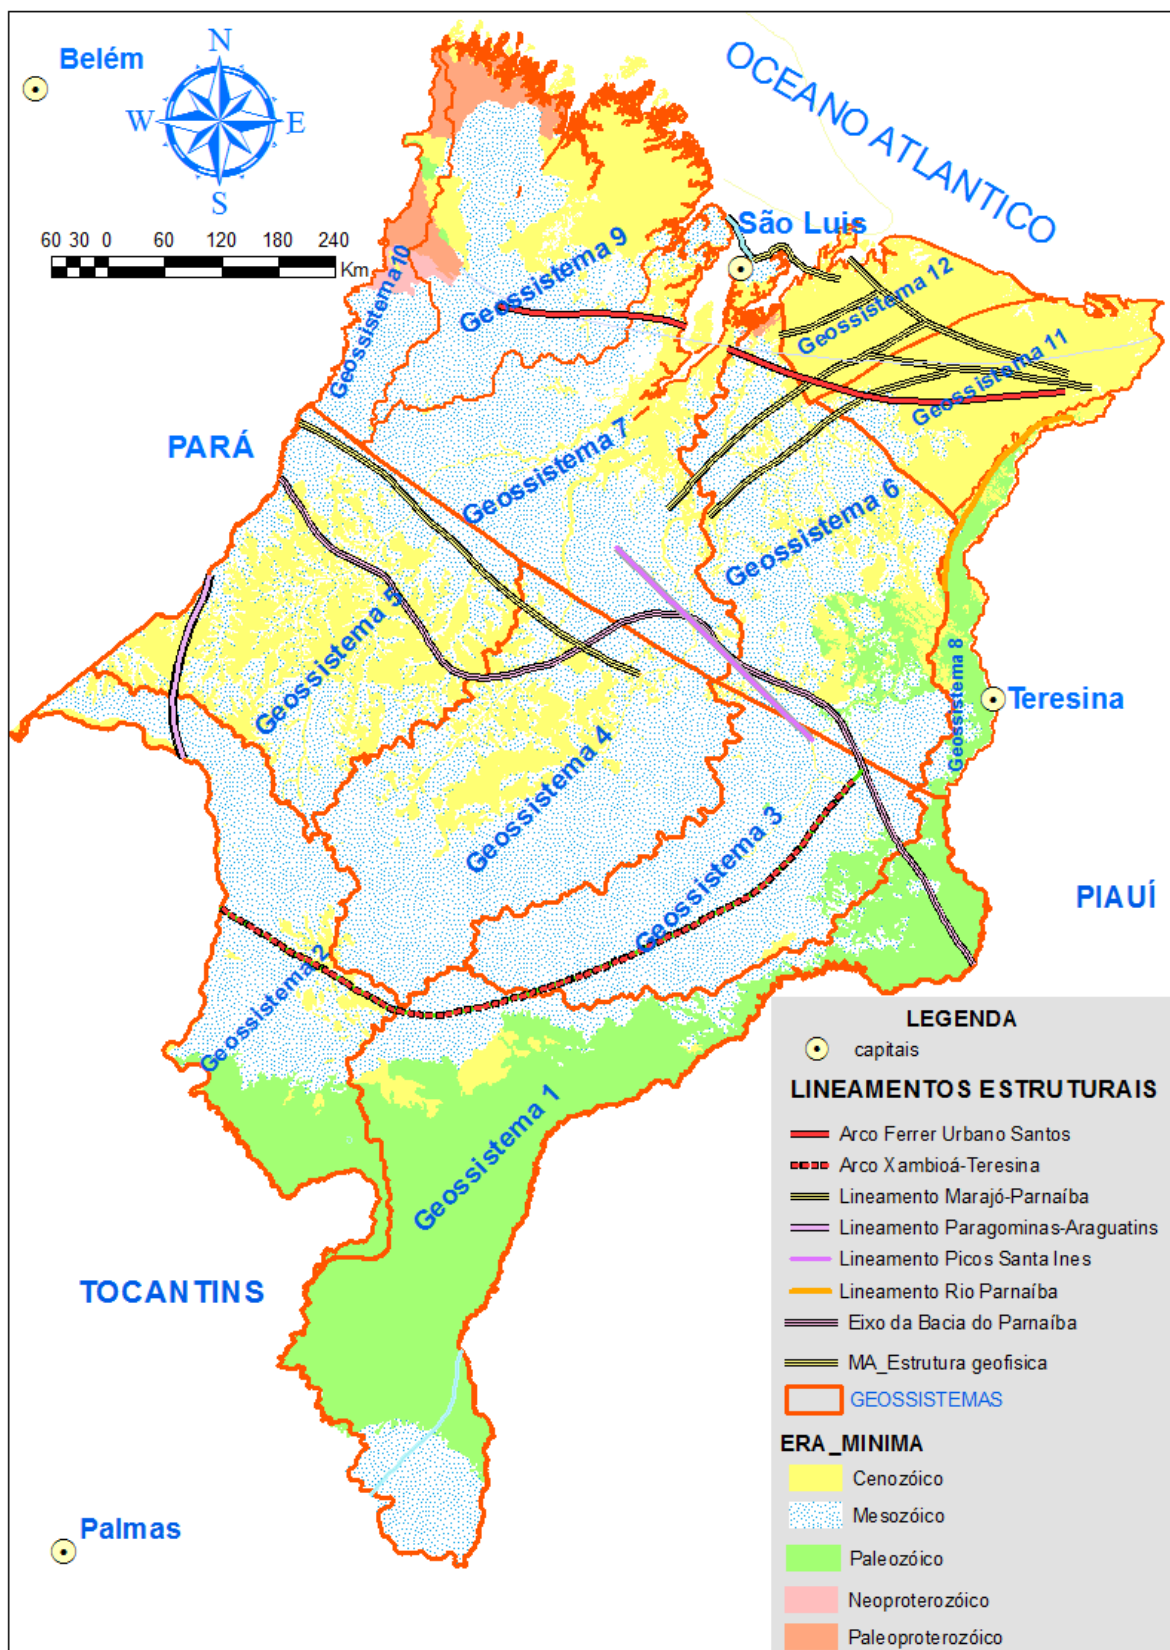 Belém
N
W
E
S
OCEANO ATLANTICO
São Luis
60 30 0 60 120 180 240
Km
Geossistema 9
Geossistema 10
Geossistema 12
Geossistema 11
PARÁ
Geossistema 7
Geossistema 6
Geossistema 5
Geossistema 8
Teresina
Geossistema 4
Geossistema 3
PIAUÍ
Geossistema 2
Geossistema 1
TOCANTINS
Palmas
LEGENDA
capitais
LINEAMENTOS ESTRUTURAIS
Arco Ferrer Urbano Santos
Arco Xambioá-Teresina
Lineamento Marajó-Parnaíba
Lineamento Paragominas-Araguatins
Lineamento Picos Santa Ines
Lineamento Rio Parnaíba
Eixo da Bacia do Parnaíba
MA_Estrutura geofisica
GEOSSISTEMAS
ERA_MINIMA
Cenozóico
Mesozóico
Paleozóico
Neoproterozóico
Paleoproterozóico